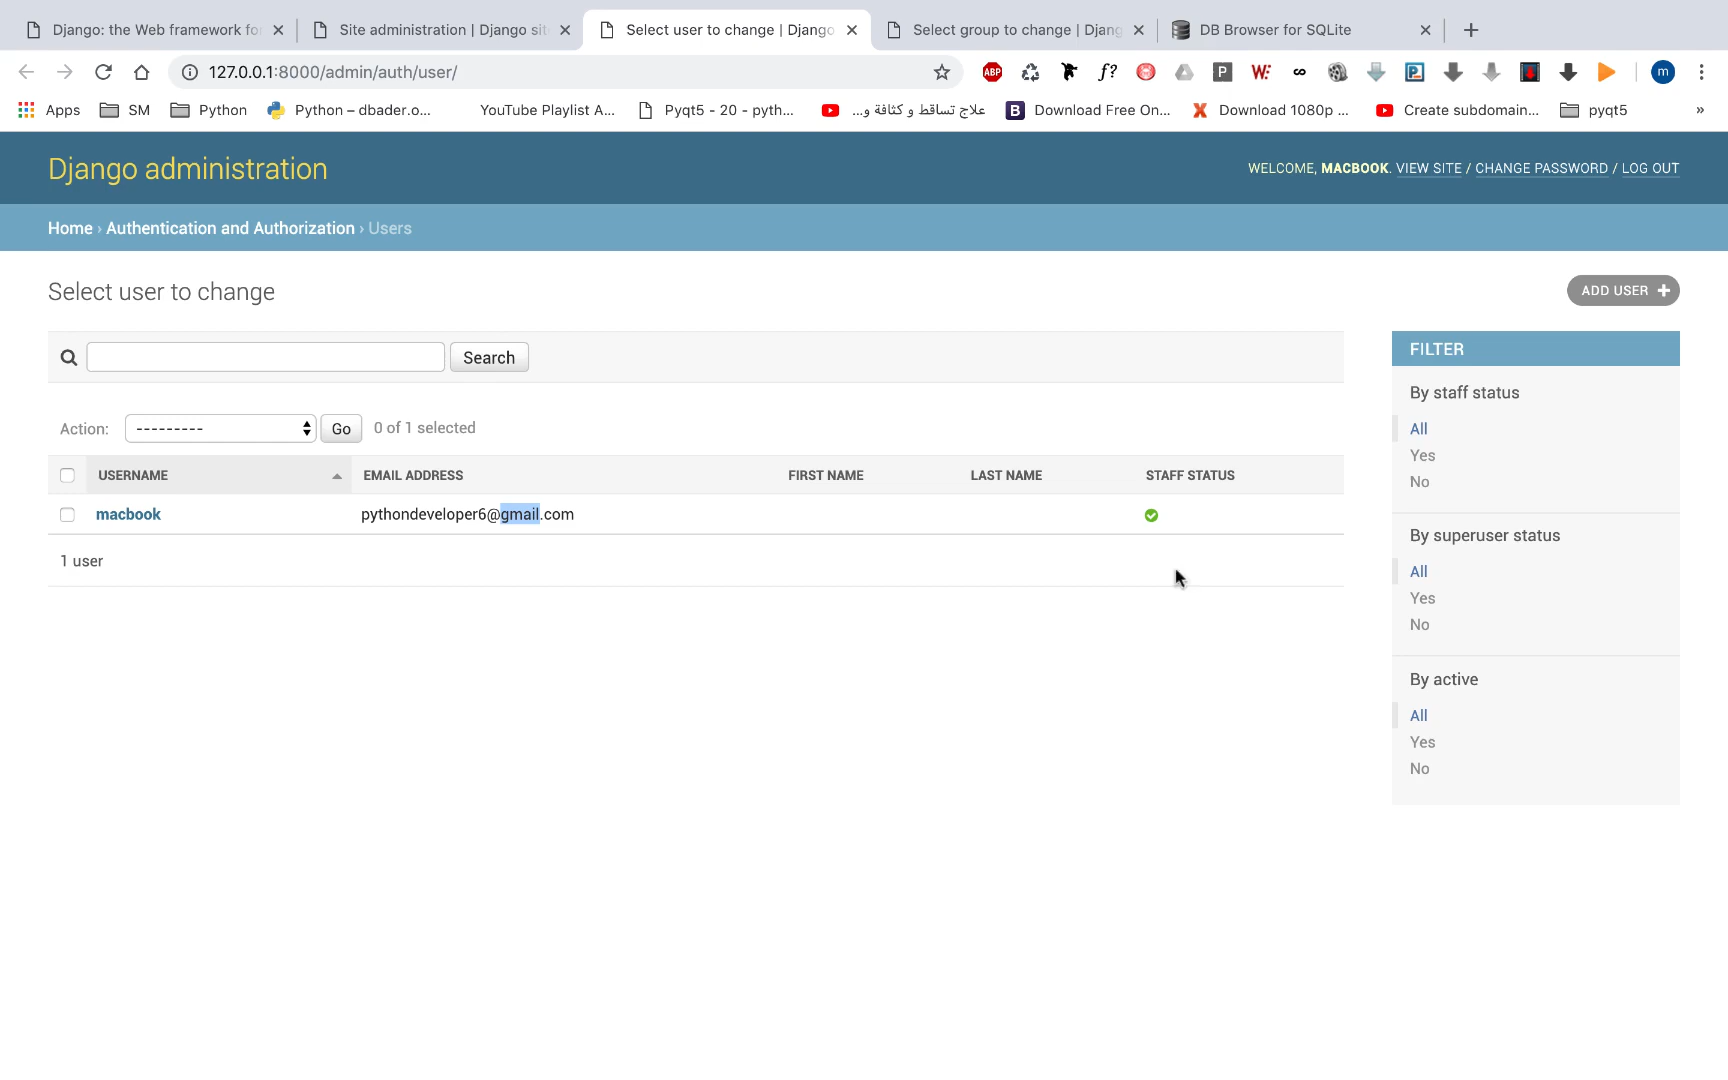 Django: the Web framework fo
Site administration | Django sit
Select user to change | Django
Select group to change | Djang
DB Browser for SQLite
127.0.0.1:8000/admin/auth/user/
ABP
f?
P
W
m
Apps
SM
Python
Python – dbader.o...
YouTube Playlist A...
Pyqt5 - 20 - pyth...
علاج تساقط و كثافة و...
B
Download Free On...
Download 1080p ...
Create subdomain...
pyqt5
»
Django administration
WELCOME, MACBOOK. VIEW SITE / CHANGE PASSWORD / LOG OUT
Home › Authentication and Authorization › Users
Select user to change
ADD USER +
Search
FILTER
By staff status
All
Yes
No
By superuser status
All
Yes
No
By active
All
Yes
No
Action: --------- Go 0 of 1 selected
USERNAME EMAIL ADDRESS FIRST NAME LAST NAME STAFF STATUS
macbook pythondeveloper6@gmail.com
1 user